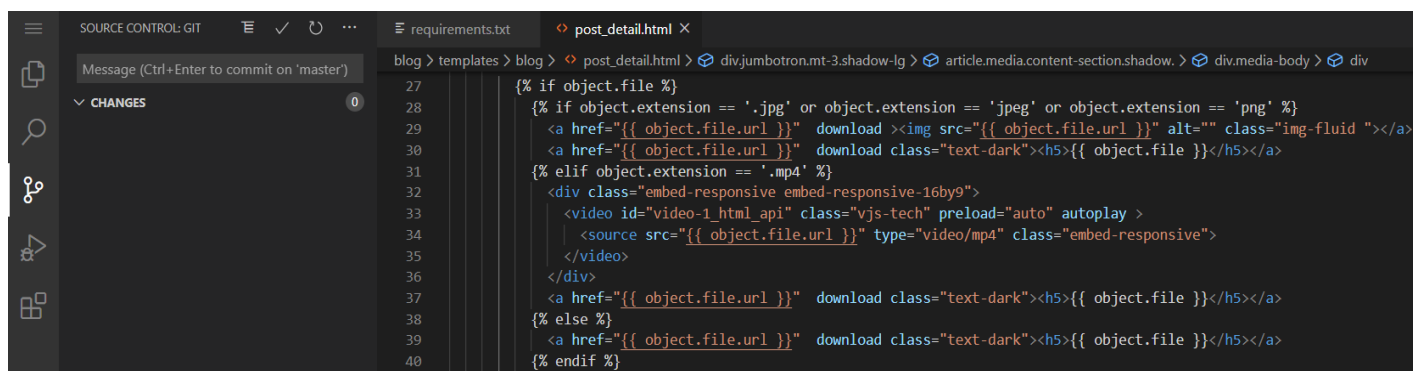 SOURCE CONTROL: GIT
Message (Ctrl+Enter to commit on 'master')
CHANGES 0
requirements.txt post_detail.html
blog > templates > blog > post_detail.html > div.jumbotron.mt-3.shadow-lg > article.media.content-section.shadow. > div.media-body > div
27 {% if object.file %}
28 {% if object.extension == '.jpg' or object.extension == 'jpeg' or object.extension == 'png' %}
29 <a href="{{ object.file.url }}"  download ><img src="{{ object.file.url }}" alt="" class="img-fluid "></a>
30 <a href="{{ object.file.url }}"  download class="text-dark"><h5>{{ object.file }}</h5></a>
31 {% elif object.extension == '.mp4' %}
32 <div class="embed-responsive embed-responsive-16by9">
33 <video id="video-1_html_api" class="vjs-tech" preload="auto" autoplay >
34 <source src="{{ object.file.url }}" type="video/mp4" class="embed-responsive">
35 </video>
36 </div>
37 <a href="{{ object.file.url }}"  download class="text-dark"><h5>{{ object.file }}</h5></a>
38 {% else %}
39 <a href="{{ object.file.url }}"  download class="text-dark"><h5>{{ object.file }}</h5></a>
40 {% endif %}